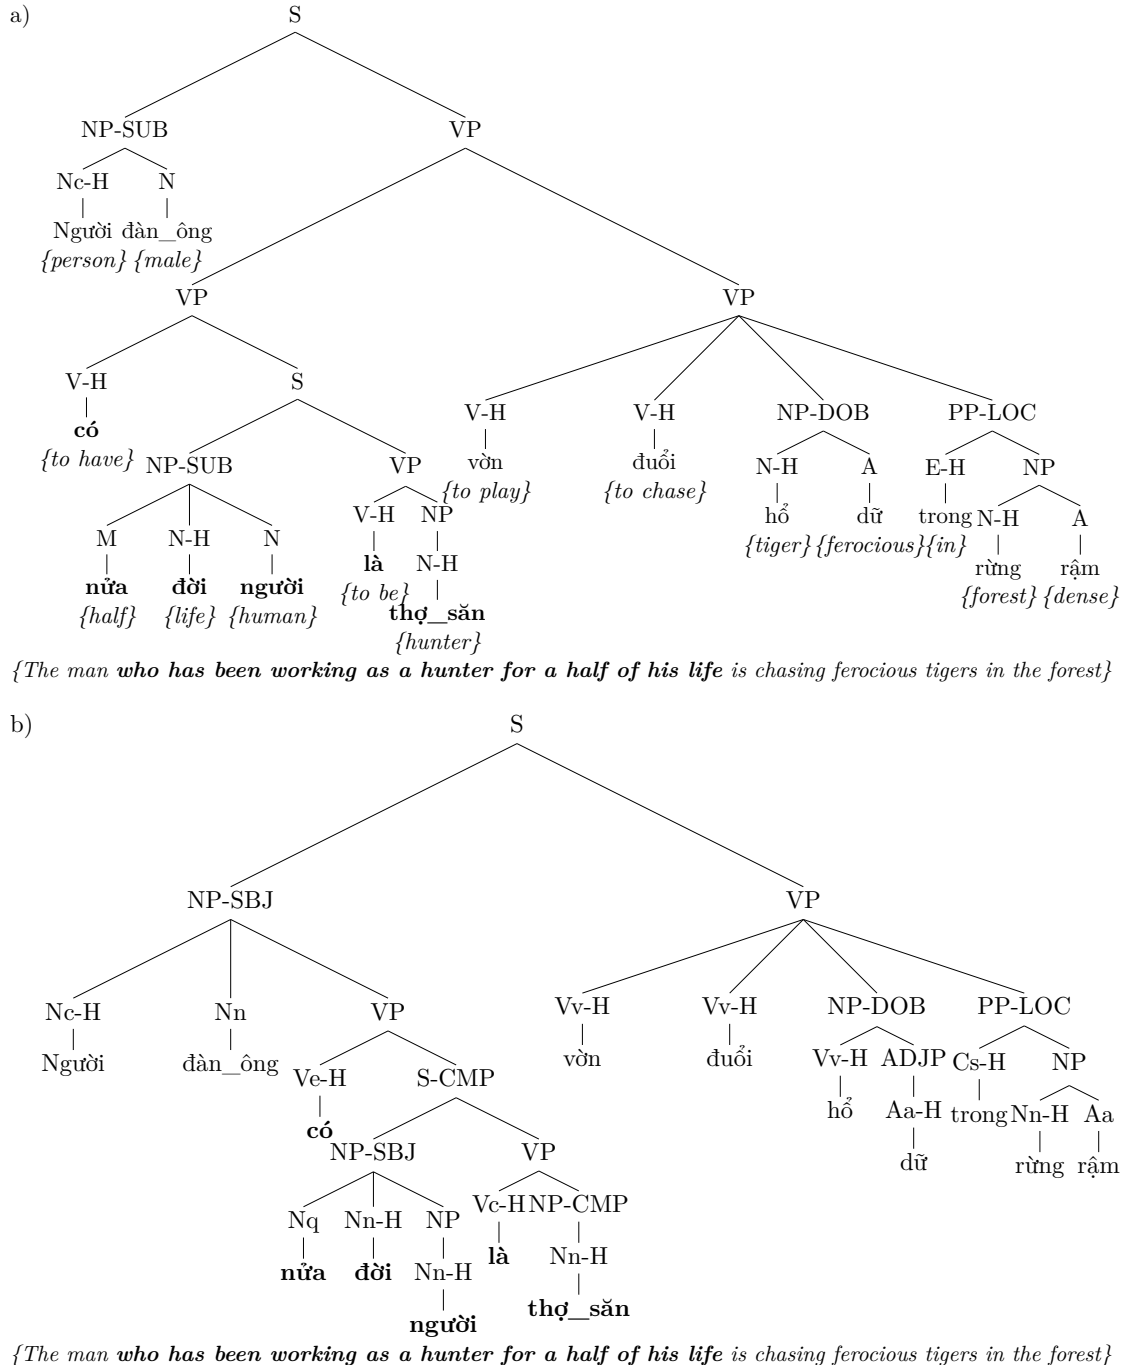 a)
S
NP-SUB VP
Nc-H N
Người đàn_ông
{person} {male}
VP VP
V-H S
có
{to have}
V-H V-H NP-DOB PP-LOC
NP-SUB VP
vờn đuổi N-H A E-H NP
{to play} {to chase}
M N-H N V-H NP
hổ dữ trong N-H A
{tiger} {ferocious} {in}
nửa đời người là N-H
{half} {life} {human} {to be}
rừng rậm
{forest} {dense}
thợ_săn
{hunter}
{The man who has been working as a hunter for a half of his life is chasing ferocious tigers in the forest}
b)
S
NP-SBJ VP
Nc-H Nn VP Vv-H Vv-H NP-DOB PP-LOC
Người đàn_ông Ve-H S-CMP vờn đuổi Vv-H ADJP Cs-H NP
có hổ Aa-H trong Nn-H Aa
NP-SBJ VP
dữ rừng rậm
Nq Nn-H NP Vc-H NP-CMP
nửa đời Nn-H là Nn-H
người thợ_săn
{The man who has been working as a hunter for a half of his life is chasing ferocious tigers in the forest}